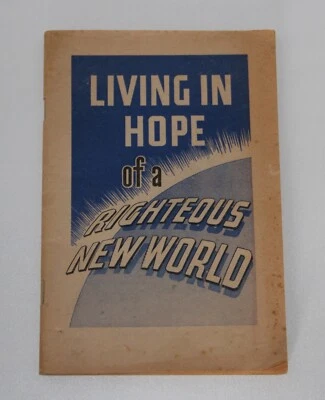 LIVING IN
HOPE
of a
RIGHTEOUS
NEW WORLD